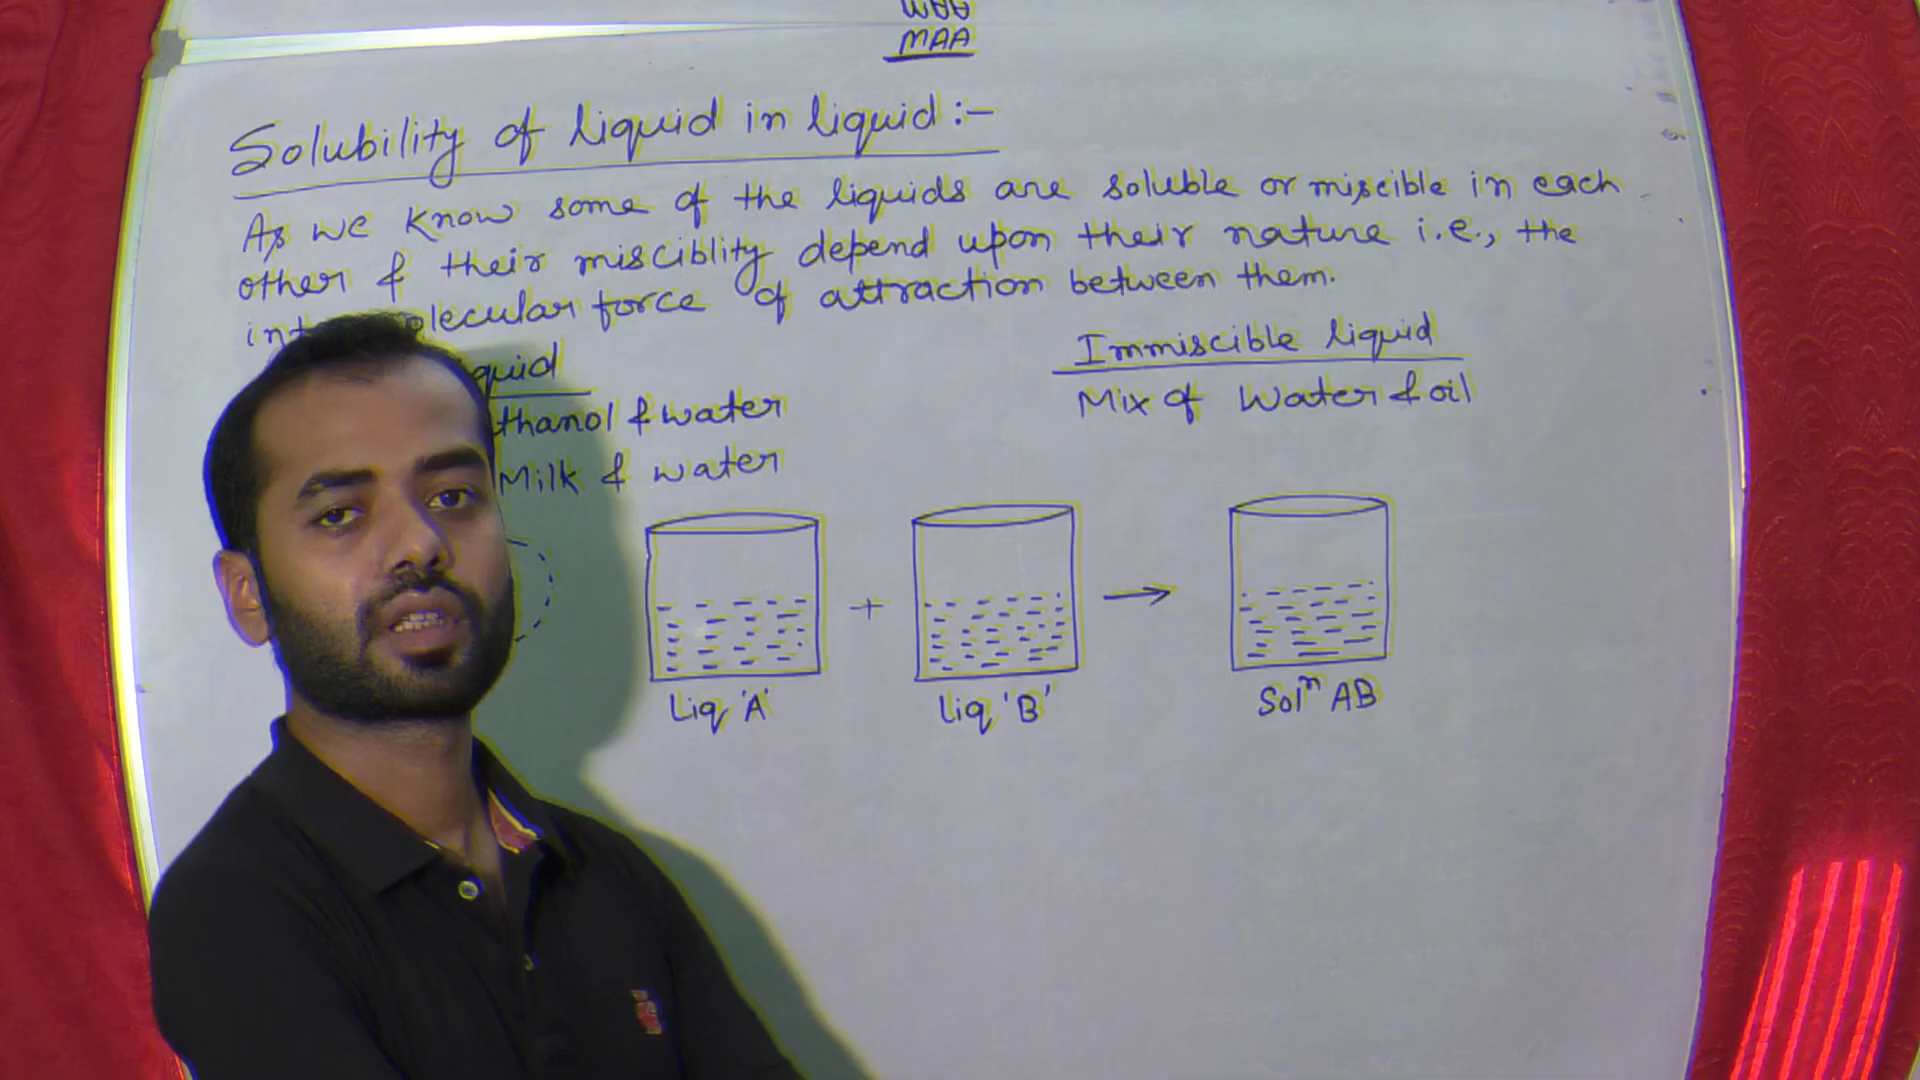 MAA
Solubility of liquid in liquid :-
As we know some of the liquids are soluble or miscible in each
other & their misciblity depend upon their nature i.e., the
force of attraction between them.
Immiscible liquid
& water
Mix of Water & oil
Milk & water
+
→
Liq 'A'
liq 'B'
Solⁿ AB